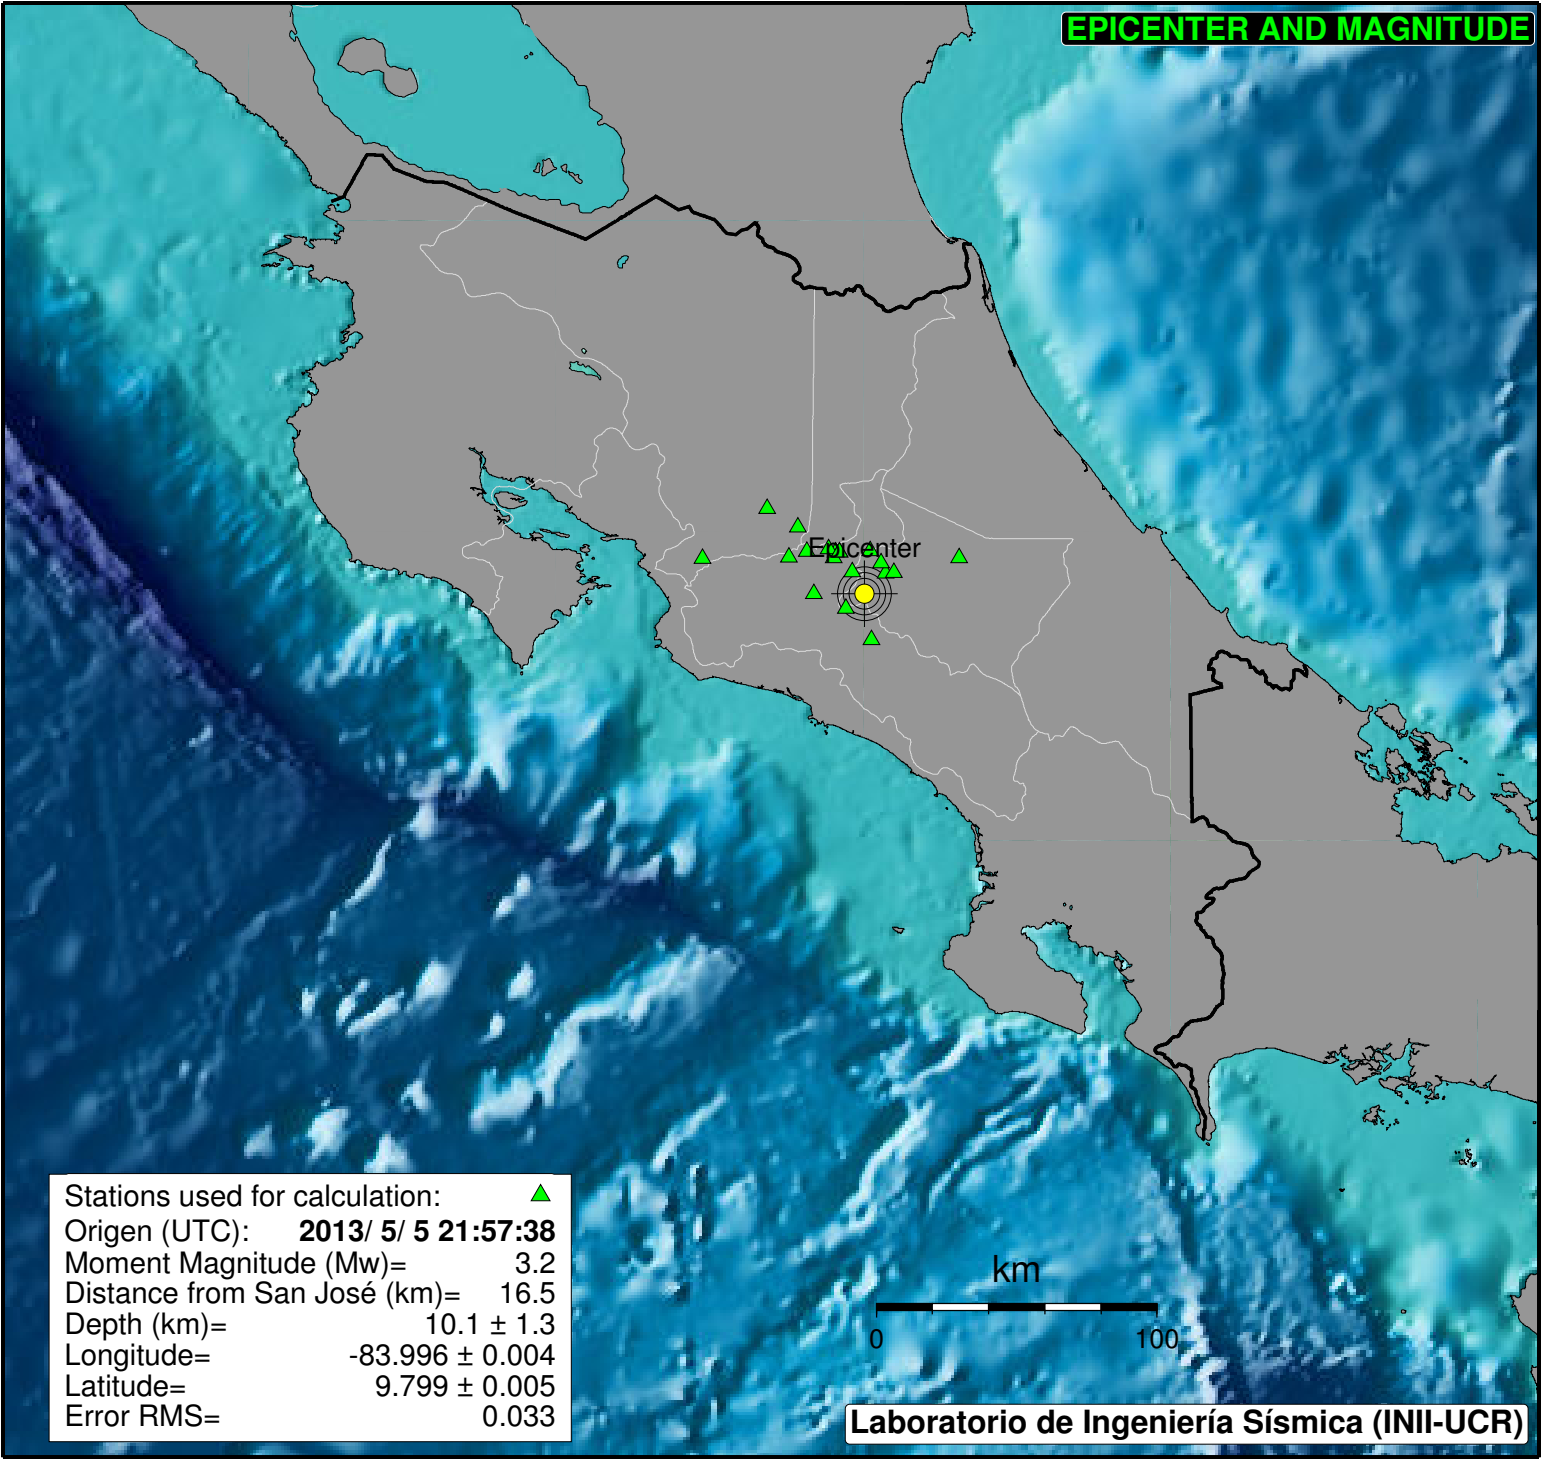 EPICENTER AND MAGNITUDE
Epicenter
Stations used for calculation:
Origen (UTC): 2013/ 5/ 5 21:57:38
Moment Magnitude (Mw)= 3.2
Distance from San José (km)= 16.5
Depth (km)= 10.1 ± 1.3
Longitude= -83.996 ± 0.004
Latitude= 9.799 ± 0.005
Error RMS= 0.033
km
0 100
Laboratorio de Ingeniería Sísmica (INII-UCR)